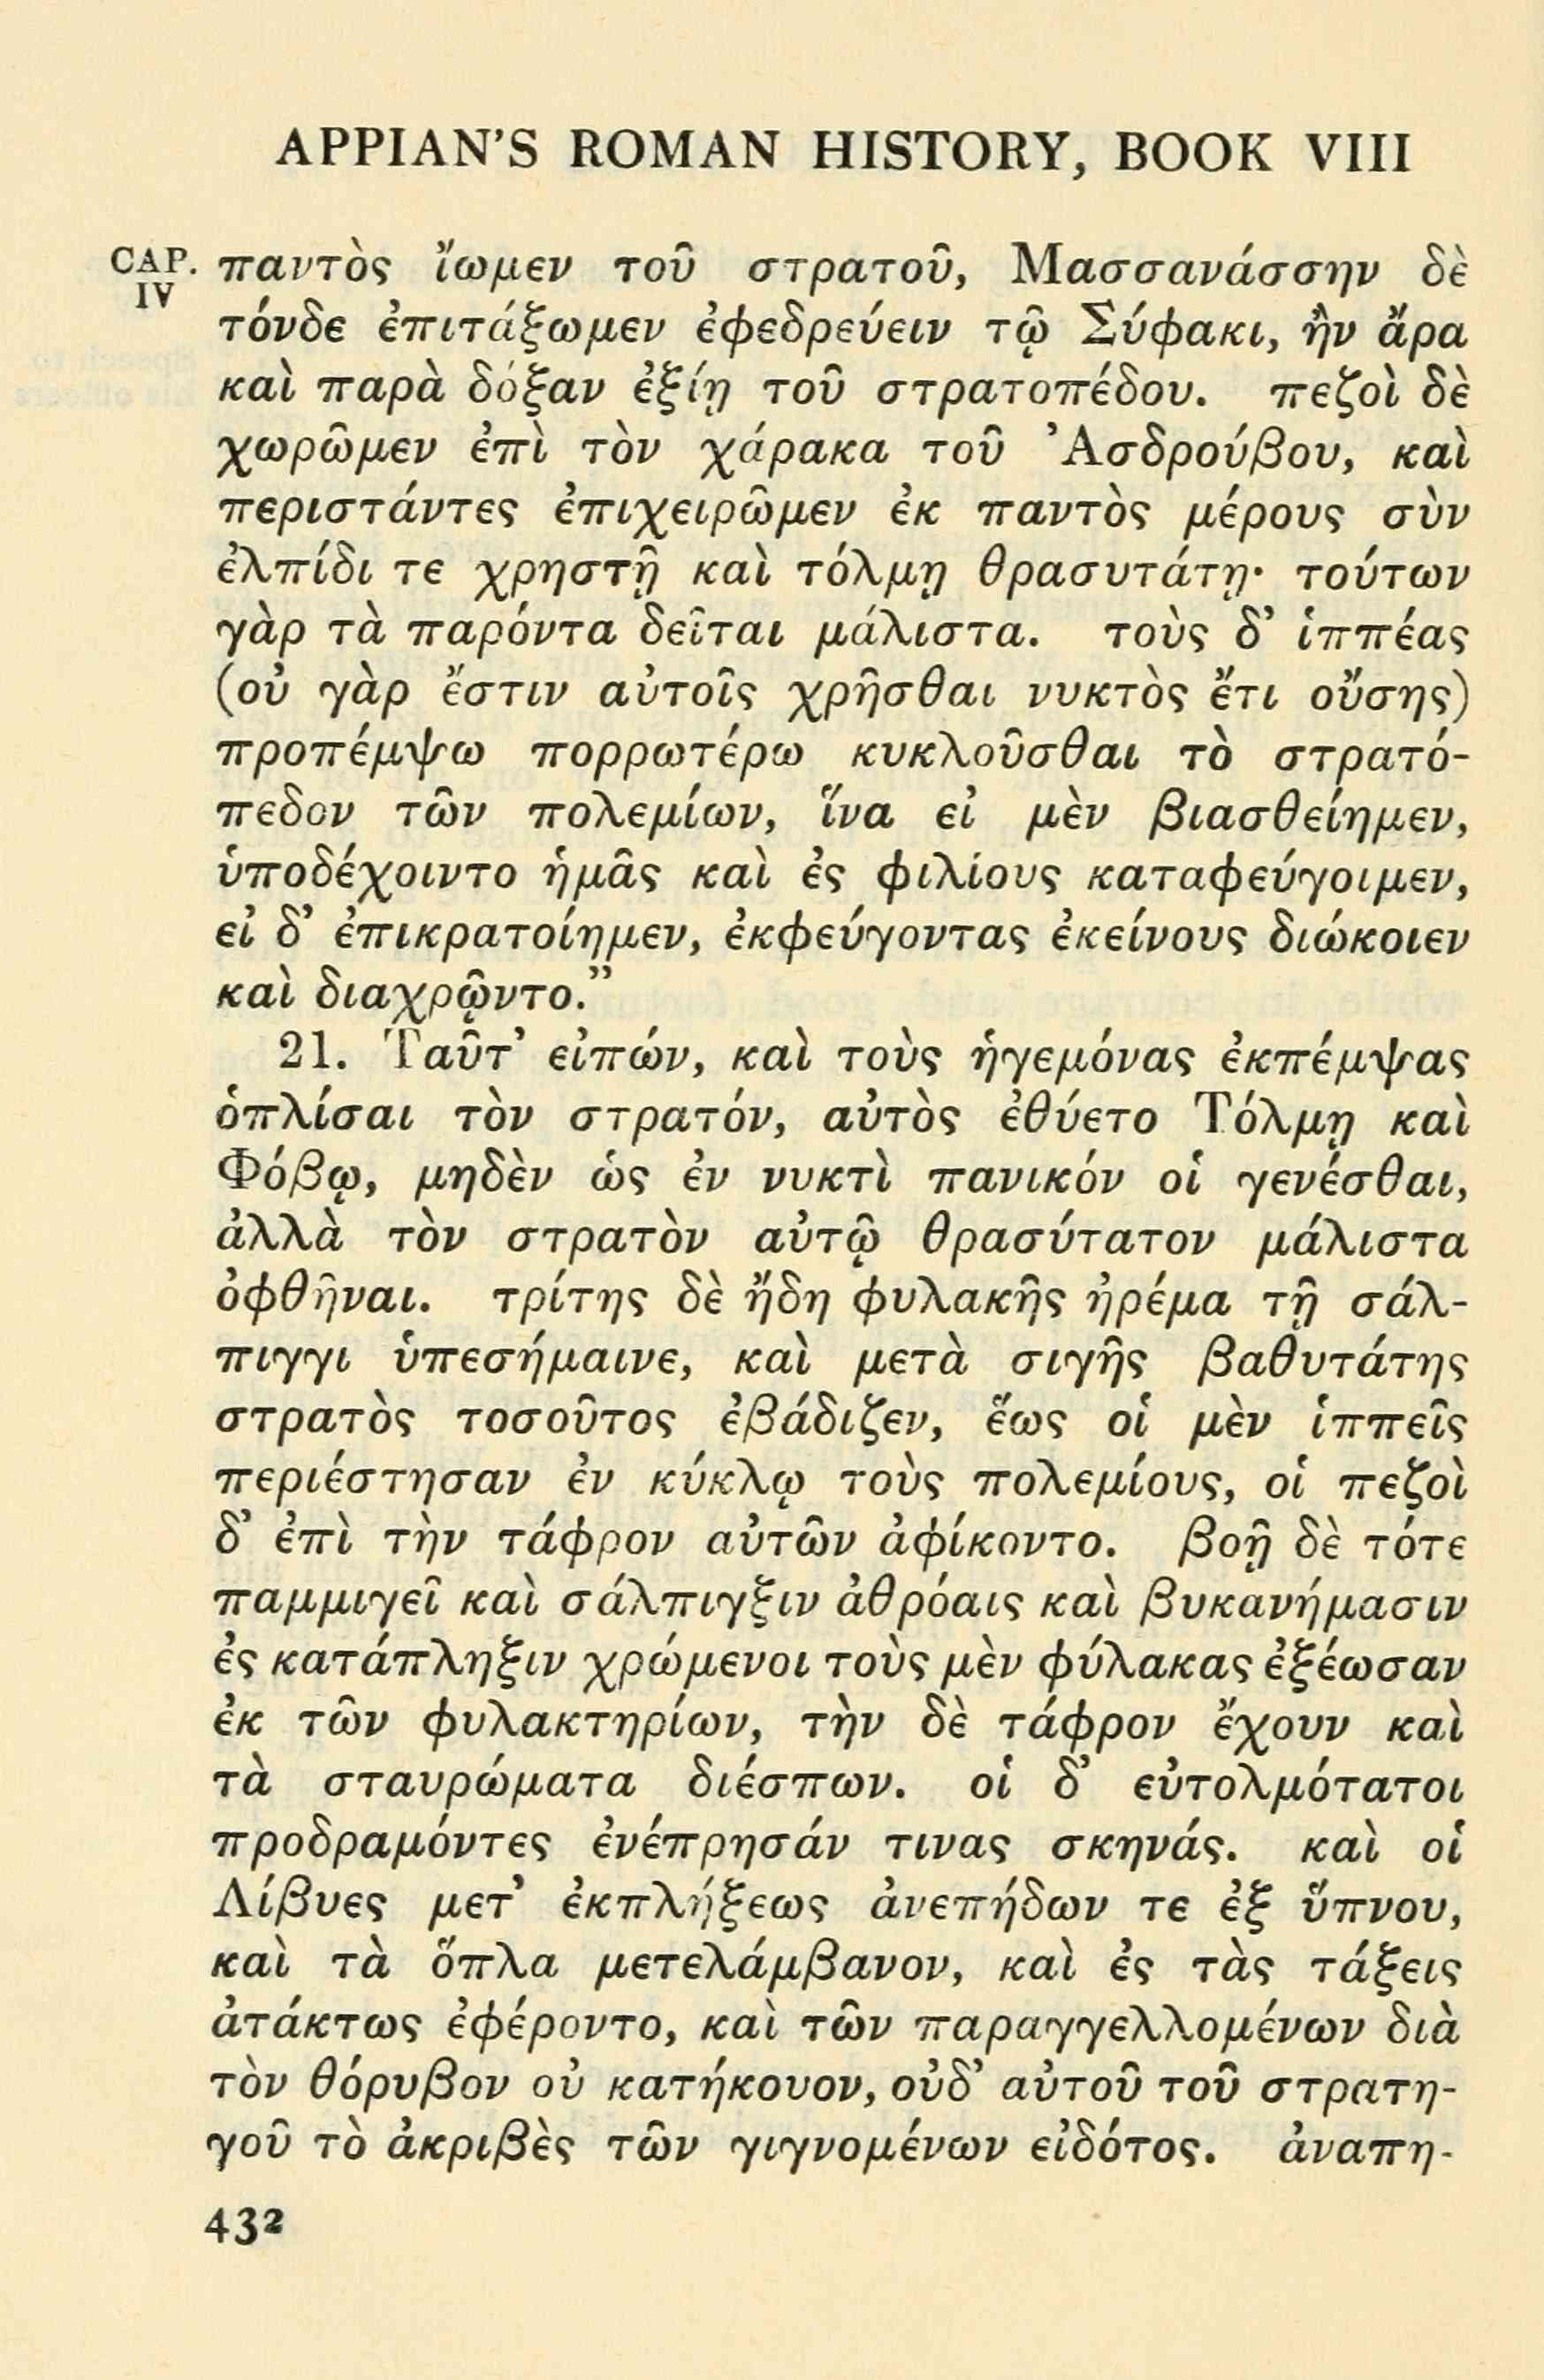 APPIAN'S ROMAN HISTORY, BOOK VIII
CAP. IV
παντὸς ἴωμεν τοῦ στρατοῦ, Μασσανάσσην δὲ
τόνδε ἐπιτάξωμεν ἐφεδρεύειν τῷ Σύφακι, ἢν ἄρα
καὶ παρὰ δόξαν ἐξίῃ τοῦ στρατοπέδου. πεζοὶ δὲ
χωρῶμεν ἐπὶ τὸν χάρακα τοῦ Ἀσδρούβου, καὶ
περιστάντες ἐπιχειρῶμεν ἐκ παντὸς μέρους σὺν
ἐλπίδι τε χρηστῇ καὶ τόλμῃ θρασυτάτῃ· τούτων
γὰρ τὰ παρόντα δεῖται μάλιστα. τοὺς δ' ἱππέας
(οὐ γὰρ ἔστιν αὐτοῖς χρῆσθαι νυκτὸς ἔτι οὔσης)
προπέμψω πορρωτέρω κυκλοῦσθαι τὸ στρατό-
πεδον τῶν πολεμίων, ἵνα εἰ μὲν βιασθείημεν,
ὑποδέχοιντο ἡμᾶς καὶ ἐς φιλίους καταφεύγοιμεν,
εἰ δ' ἐπικρατοίημεν, ἐκφεύγοντας ἐκείνους διώκοιεν
καὶ διαχρῷντο."
21. Ταῦτ' εἰπών, καὶ τοὺς ἡγεμόνας ἐκπέμψας
ὁπλίσαι τὸν στρατόν, αὐτὸς ἐθύετο Τόλμῃ καὶ
Φόβῳ, μηδὲν ὡς ἐν νυκτὶ πανικόν οἱ γενέσθαι,
ἀλλὰ τὸν στρατὸν αὐτῷ θρασύτατον μάλιστα
ὀφθῆναι. τρίτης δὲ ἤδη φυλακῆς ἠρέμα τῇ σάλ-
πιγγι ὑπεσήμαινε, καὶ μετὰ σιγῆς βαθυτάτης
στρατὸς τοσοῦτος ἐβάδιζεν, ἕως οἱ μὲν ἱππεῖς
περιέστησαν ἐν κύκλῳ τοὺς πολεμίους, οἱ πεζοὶ
δ' ἐπὶ τὴν τάφρον αὐτῶν ἀφίκοντο. βοῇ δὲ τότε
παμμιγεῖ καὶ σάλπιγξιν ἀθρόαις καὶ βυκανήμασιν
ἐς κατάπληξιν χρώμενοι τοὺς μὲν φύλακας ἐξέωσαν
ἐκ τῶν φυλακτηρίων, τὴν δὲ τάφρον ἔχουν καὶ
τὰ σταυρώματα διέσπων. οἱ δ' εὐτολμότατοι
προδραμόντες ἐνέπρησάν τινας σκηνάς. καὶ οἱ
Λίβυες μετ' ἐκπλήξεως ἀνεπήδων τε ἐξ ὕπνου,
καὶ τὰ ὅπλα μετελάμβανον, καὶ ἐς τὰς τάξεις
ἀτάκτως ἐφέροντο, καὶ τῶν παραγγελλομένων διὰ
τὸν θόρυβον οὐ κατήκουον, οὐδ' αὐτοῦ τοῦ στρατη-
γοῦ τὸ ἀκριβὲς τῶν γιγνομένων εἰδότος. ἀναπη-
432